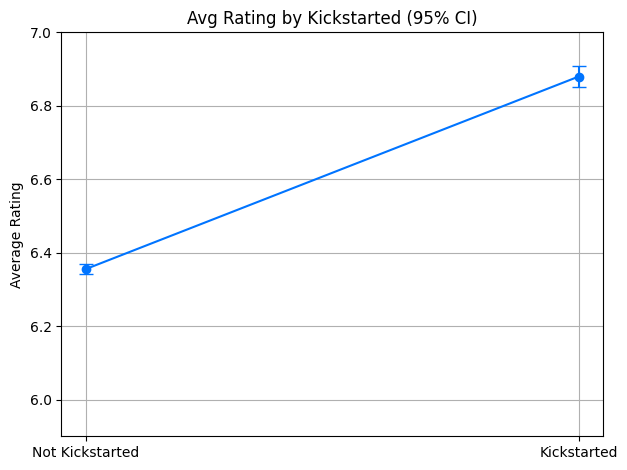 Avg Rating by Kickstarted (95% CI)
Average Rating
7.0
6.8
6.6
6.4
6.2
6.0
Not Kickstarted
Kickstarted